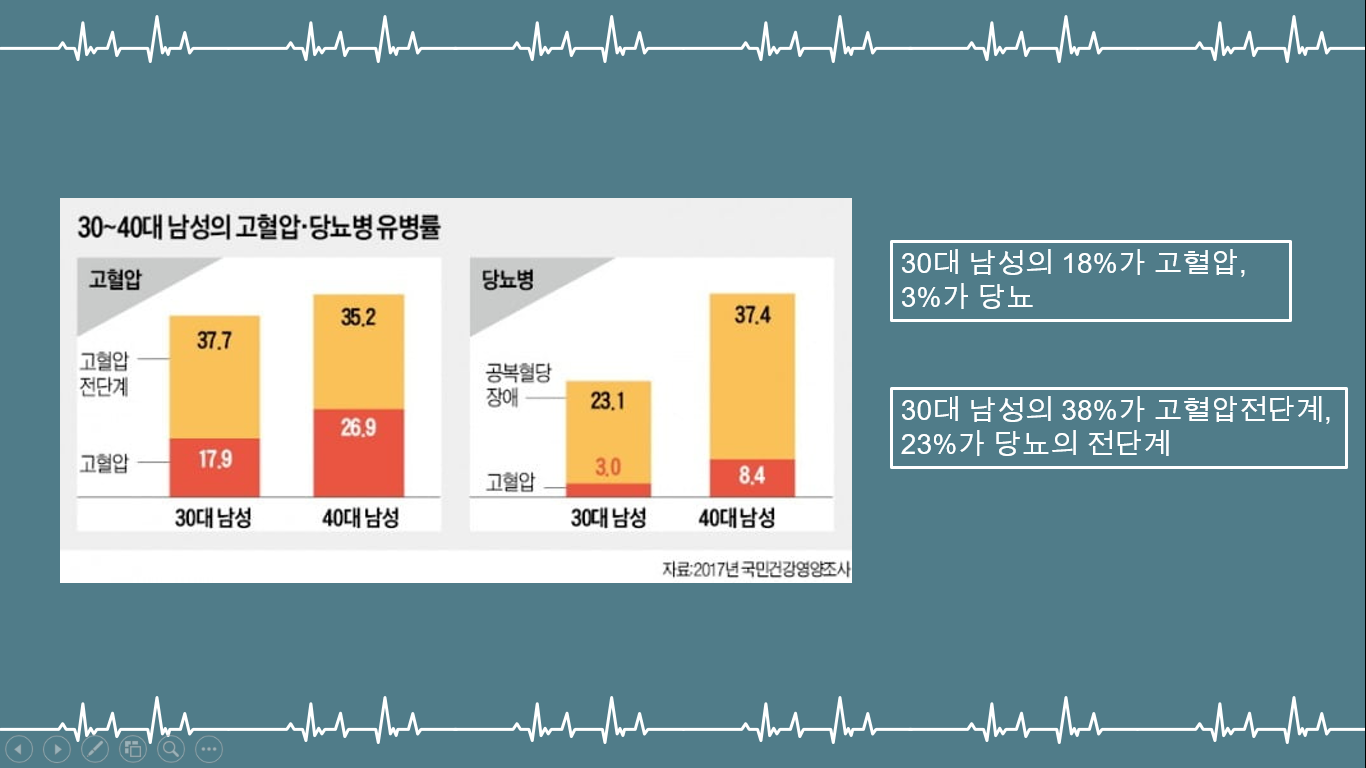 30~40대 남성의 고혈압·당뇨병 유병률
고혈압
37.7
35.2
고혈압
전단계
26.9
고혈압
17.9
30대 남성
40대 남성
당뇨병
37.4
공복혈당
장애
23.1
3.0
고혈압
8.4
30대 남성
40대 남성
자료:2017년 국민건강영양조사
30대 남성의 18%가 고혈압,
3%가 당뇨
30대 남성의 38%가 고혈압전단계,
23%가 당뇨의 전단계